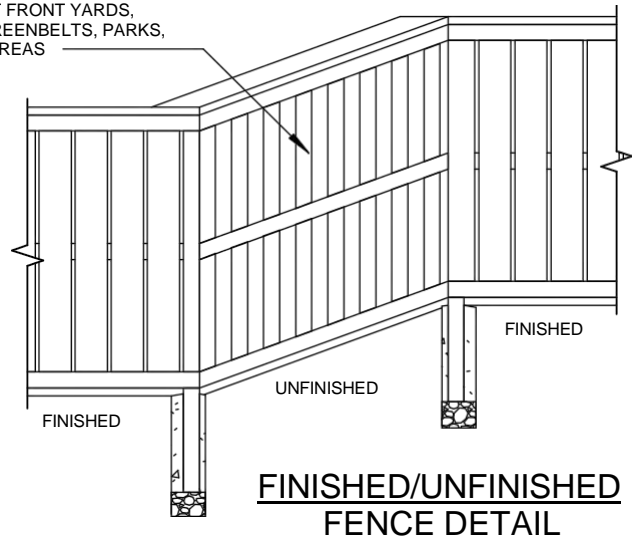 FRONT YARDS,
REENBELTS, PARKS,
REAS
FINISHED
UNFINISHED
FINISHED
FINISHED/UNFINISHED
FENCE DETAIL